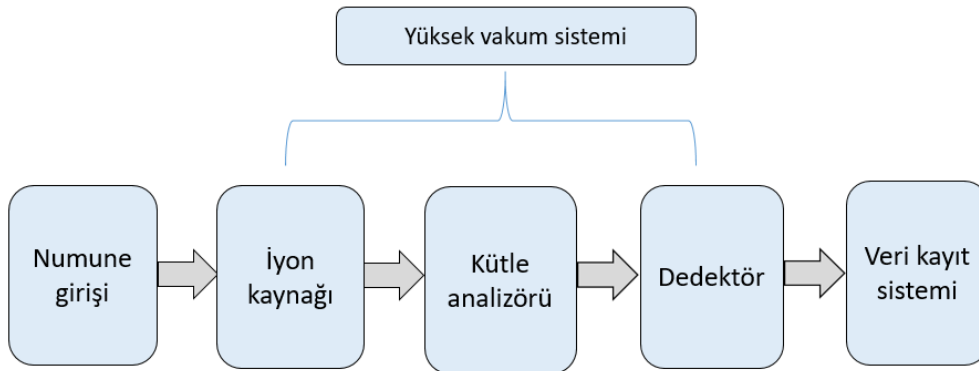 Yüksek vakum sistemi
Numune
girişi
İyon
kaynağı
Kütle
analizörü
Dedektör
Veri kayıt
sistemi